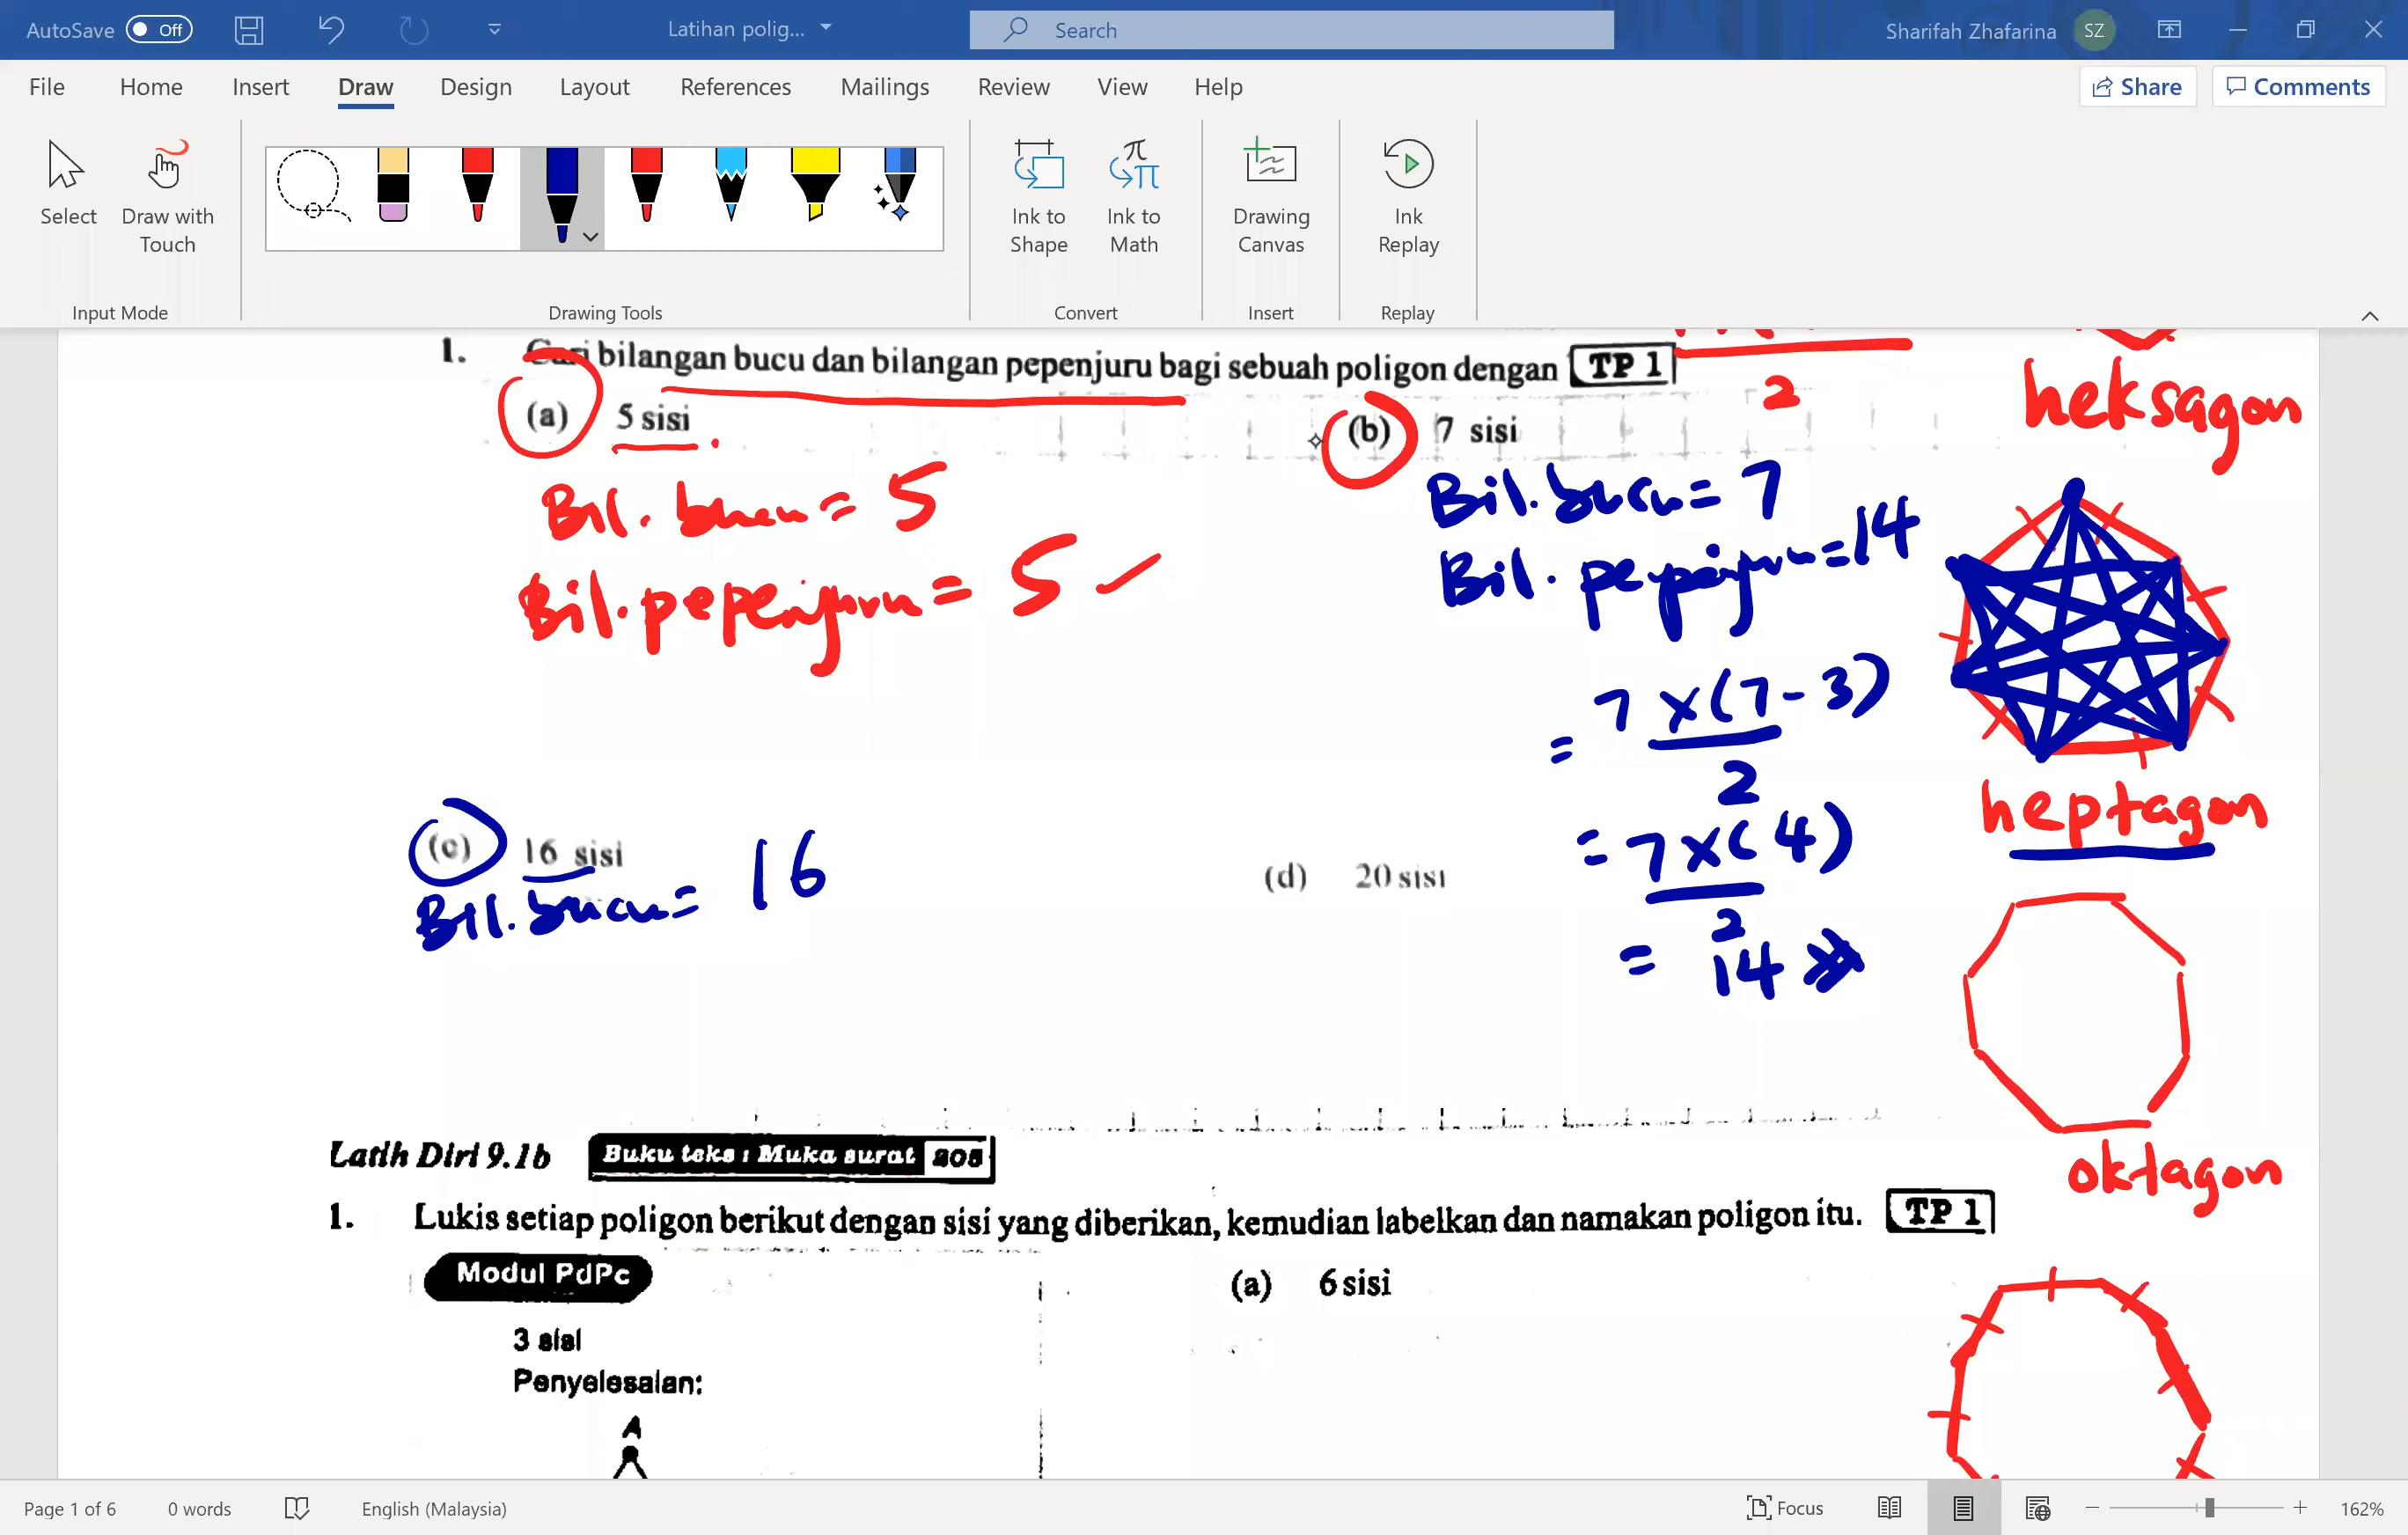 AutoSave Off Latihan polig... Search Sharifah Zhafarina SZ
File Home Insert Draw Design Layout References Mailings Review View Help Share Comments
Select Draw with Touch Ink to Shape Ink to Math Drawing Canvas Ink Replay
Input Mode Drawing Tools Convert Insert Replay
1. Cari bilangan bucu dan bilangan pepenjuru bagi sebuah poligon dengan TP 1
2
heksagon
(a) 5 sisi
(b) 7 sisi
Bil. bucu = 5
Bil. pepenjuru = 5
Bil. bucu = 7
Bil. pepenjuru = 14
= 7 x (7 - 3)
2
= 7 x ( 4 )
2
= 14
heptagon
(c) 16 sisi
Bil. bucu = 16
(d) 20 sisi
oktagon
Latih Diri 9.1b Buku teks : Muka surat 205
1. Lukis setiap poligon berikut dengan sisi yang diberikan, kemudian labelkan dan namakan poligon itu. TP 1
Modul PdPc
(a) 6 sisi
3 sisi
Penyelesaian:
A
Page 1 of 6 0 words English (Malaysia) Focus 162%